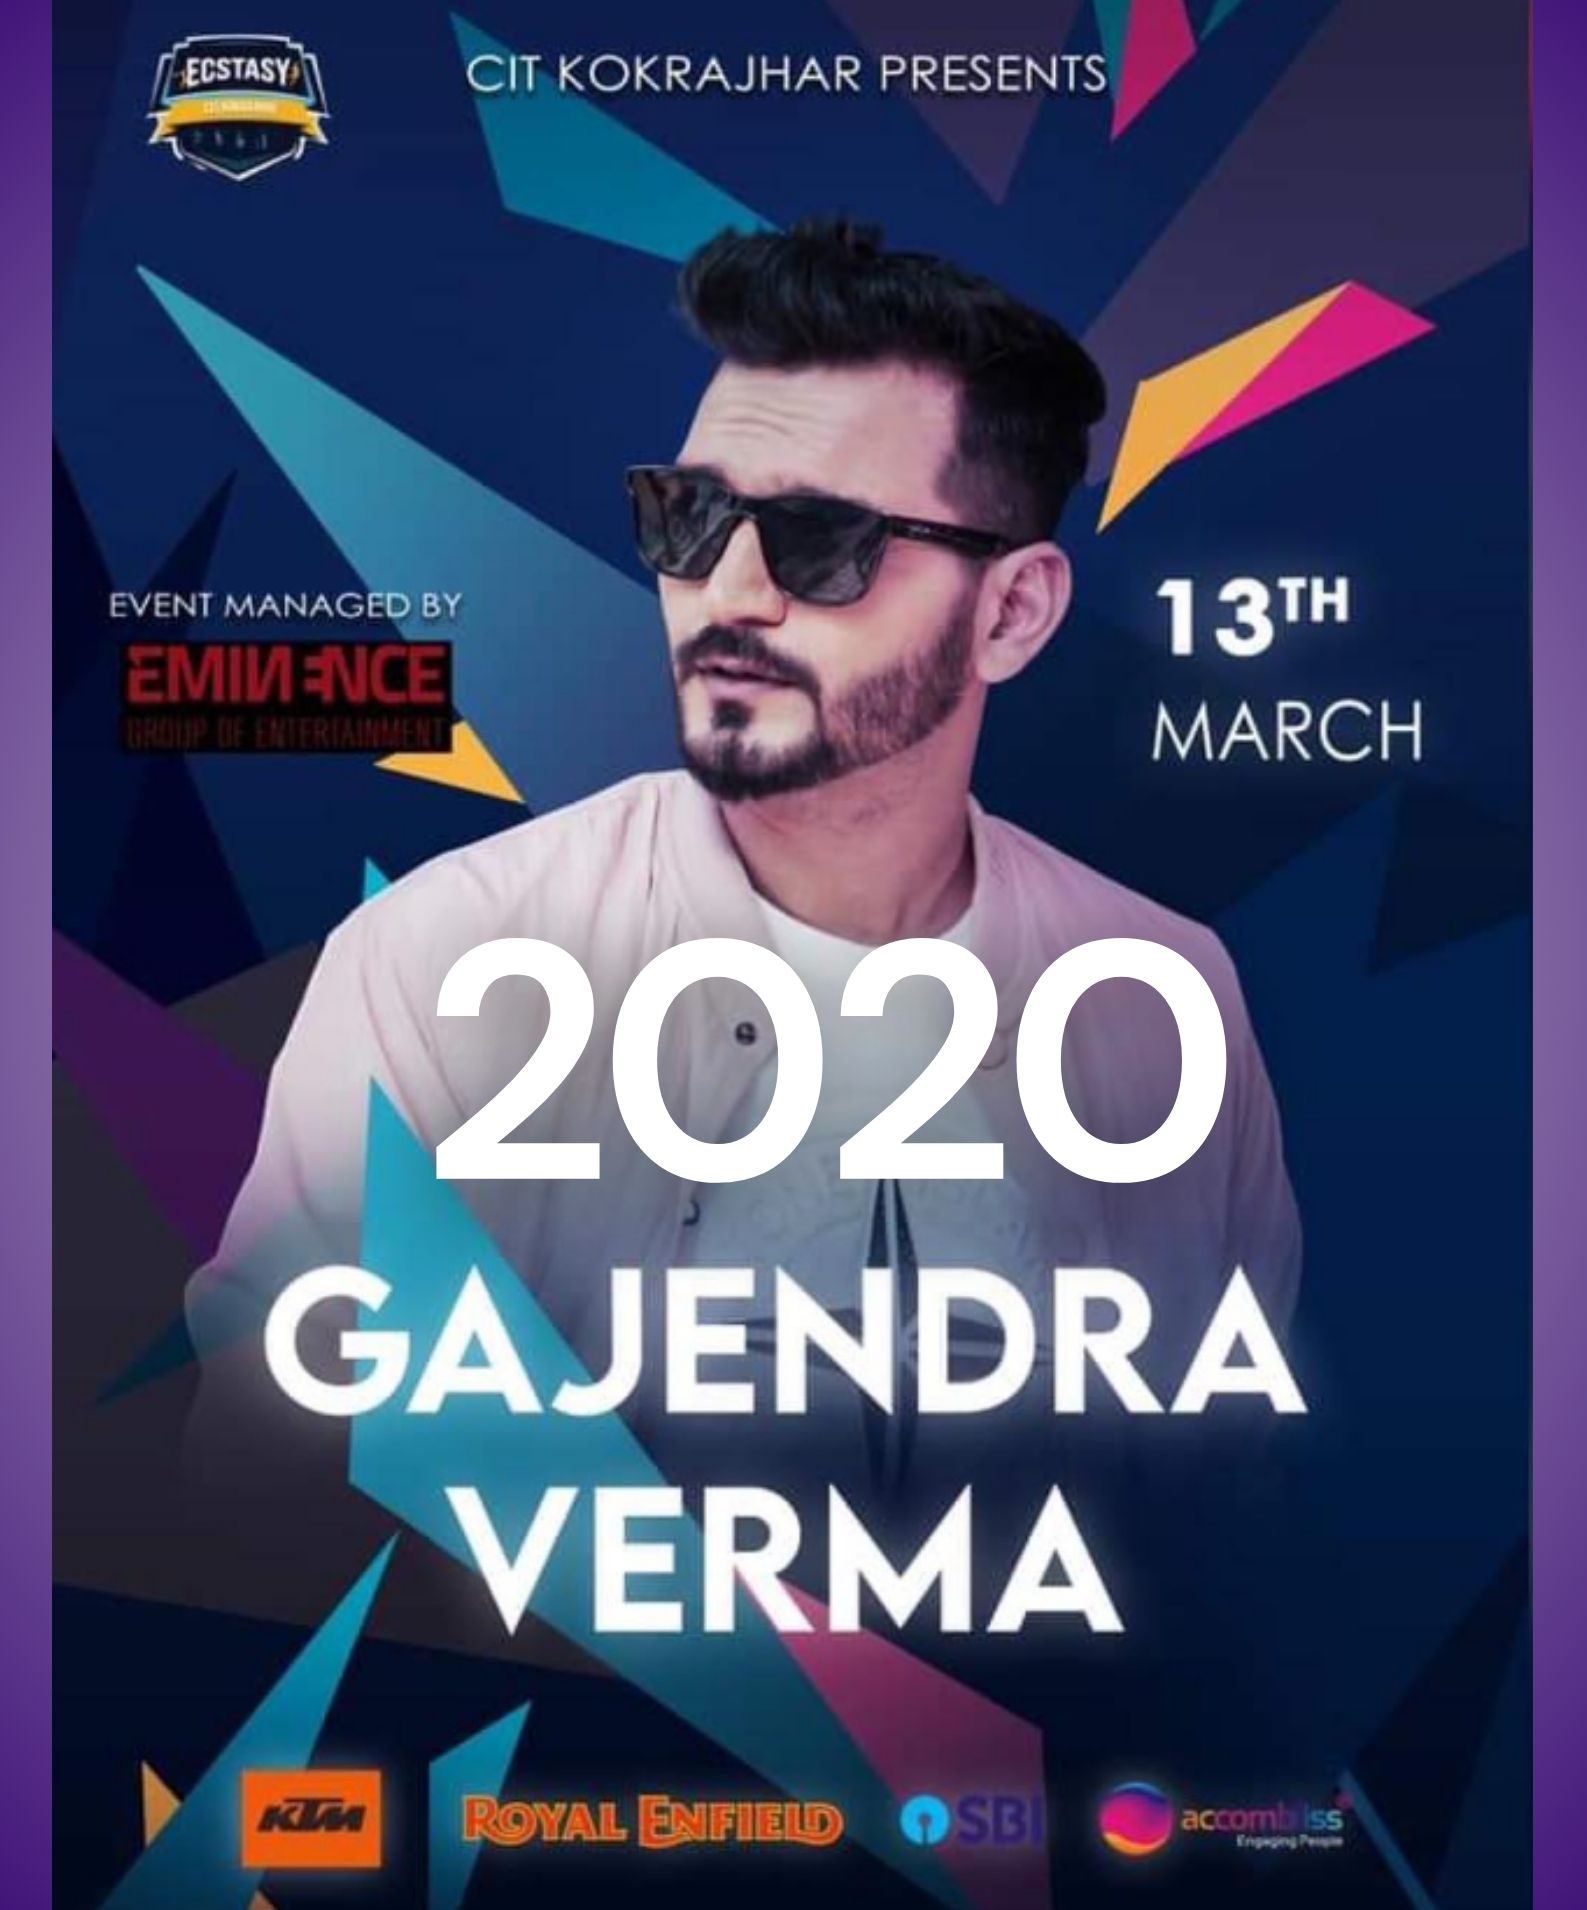 ECSTASY
CIT KOKRAJHAR PRESENTS
EVENT MANAGED BY
EMINENCE
GROUP OF ENTERTAINMENT
13TH
MARCH
2020
GAJENDRA
VERMA
KTM
ROYAL ENFIELD
SBI
accombliss
Engaging People